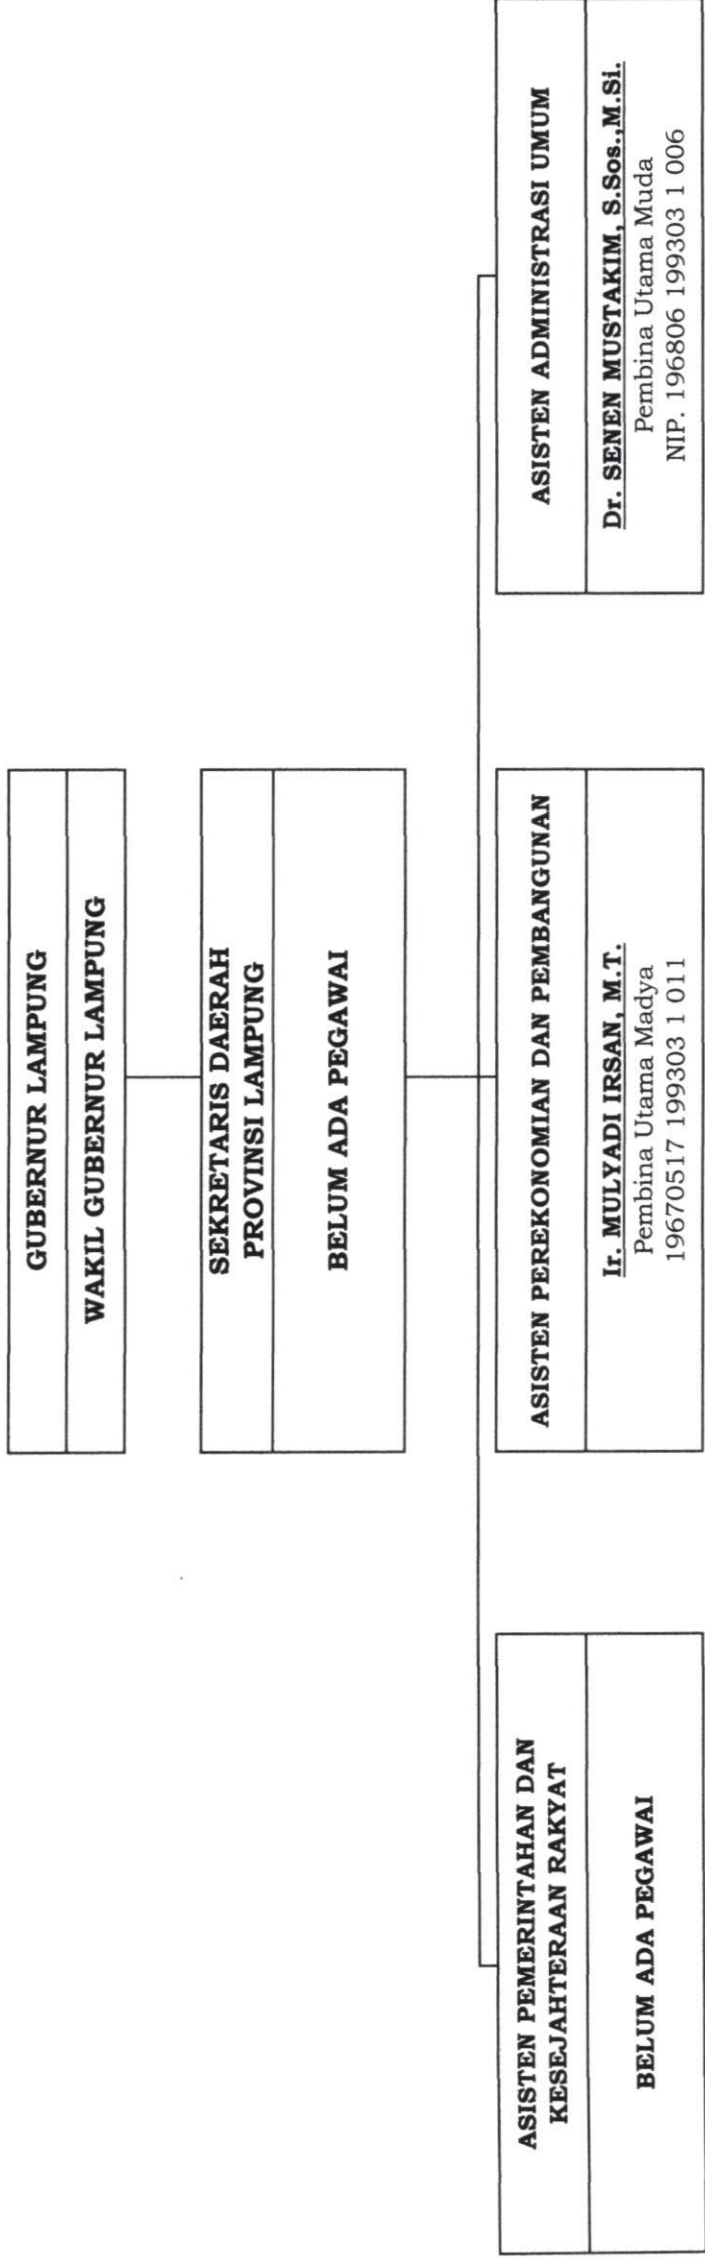 GUBERNUR LAMPUNG
WAKIL GUBERNUR LAMPUNG
SEKRETARIS DAERAH
PROVINSI LAMPUNG
BELUM ADA PEGAWAI
ASISTEN PEMERINTAHAN DAN
KESEJAHTERAAN RAKYAT
BELUM ADA PEGAWAI
ASISTEN PEREKONOMIAN DAN PEMBANGUNAN
Ir. MULYADI IRSAN, M.T.
Pembina Utama Madya
19670517 199303 1 011
ASISTEN ADMINISTRASI UMUM
Dr. SENEN MUSTAKIM, S.Sos.,M.Si.
Pembina Utama Muda
NIP. 196806 199303 1 006